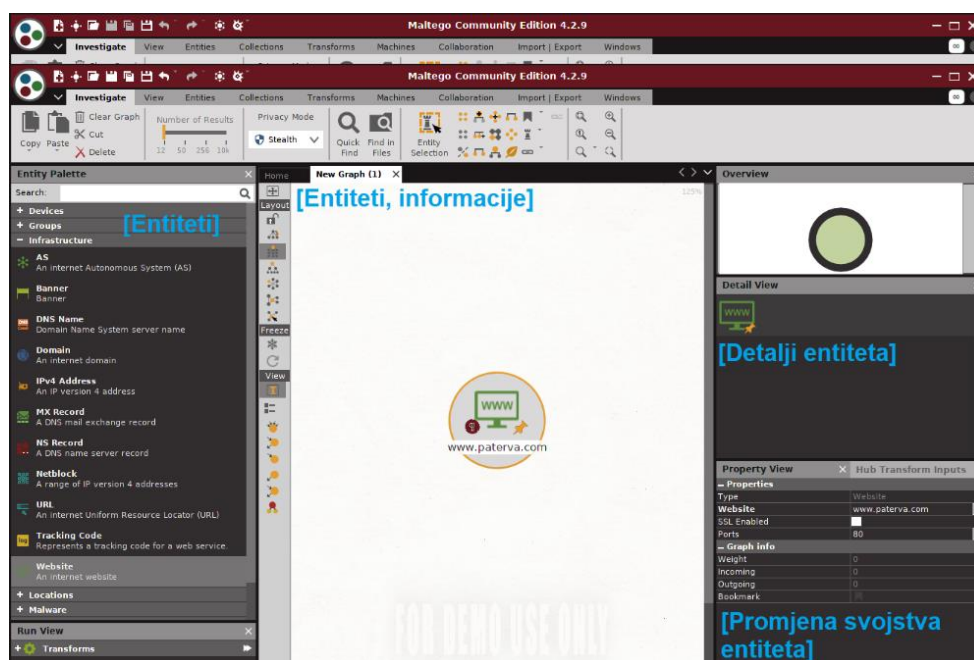 Maltego Community Edition 4.2.9
Investigate View Entities Collections Transforms Machines Collaboration Import | Export Windows
Maltego Community Edition 4.2.9
Investigate View Entities Collections Transforms Machines Collaboration Import | Export Windows
Copy Paste
Clear Graph
Cut
Delete
Number of Results
12 50 256 10k
Privacy Mode
Stealth
Quick Find
Find in Files
Entity Selection
Entity Palette
Search:
+ Devices
+ Groups
[Entiteti]
− Infrastructure
AS
An internet Autonomous System (AS)
Banner
Banner
DNS Name
Domain Name System server name
Domain
An internet domain
IPv4 Address
An IP version 4 address
MX Record
A DNS mail exchange record
NS Record
A DNS name server record
Netblock
A range of IP version 4 addresses
URL
An internet Uniform Resource Locator (URL)
Tracking Code
Represents a tracking code for a web service.
Website
An internet website
+ Locations
+ Malware
Run View
+ Transforms
Home New Graph (1)
Layout
Freeze
View
[Entiteti, informacije]
125%
WWW
www.paterva.com
FOR DEMO USE ONLY
Overview
Detail View
WWW
[Detalji entiteta]
Property View Hub Transform Inputs
− Properties
Type Website
Website www.paterva.com
SSL Enabled
Ports 80
− Graph info
Weight 0
Incoming 0
Outgoing 0
Bookmark
[Promjena svojstva
entiteta]